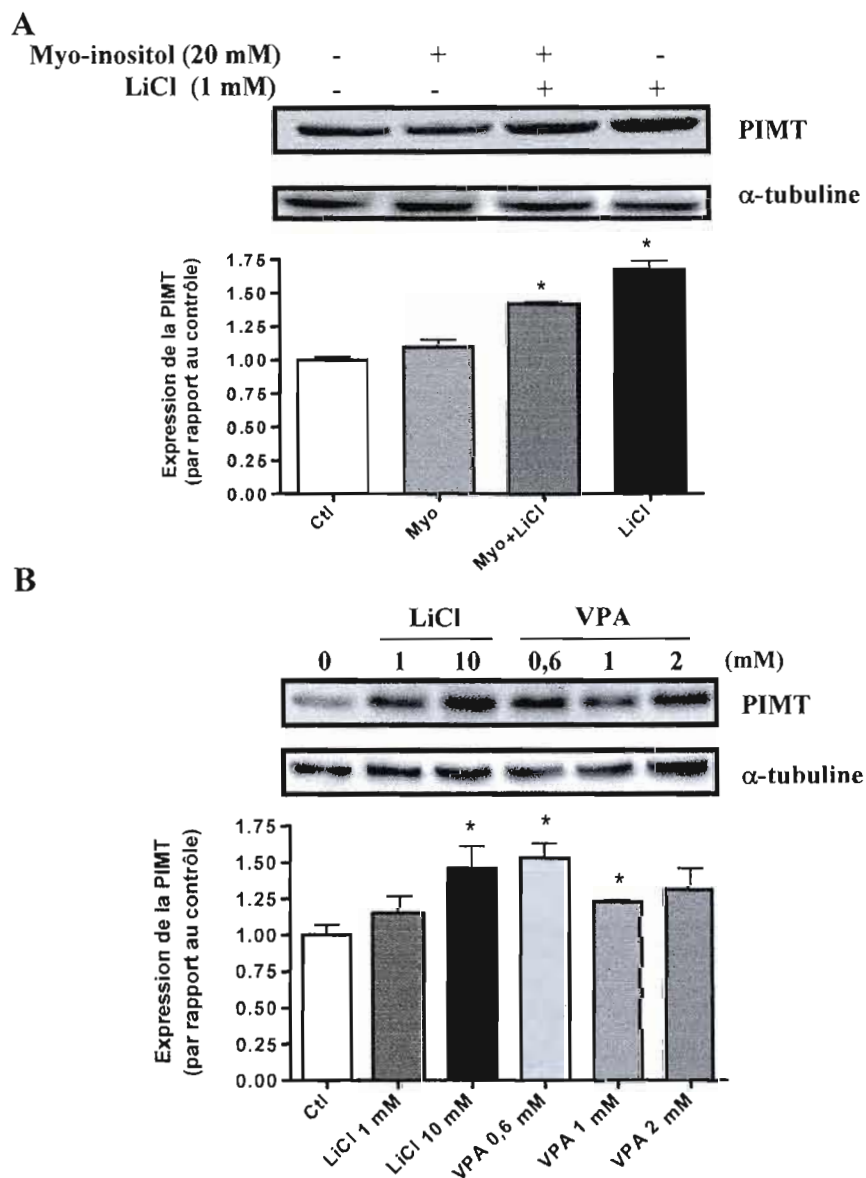 A
Myo-inositol (20 mM) - + + -
LiCl (1 mM) - - + +
PIMT
α-tubuline
Expression de la PIMT
(par rapport au contrôle)
1.75
1.50
1.25
1.00
0.75
0.50
0.25
0.00
* *
Ctl Myo Myo+LiCl LiCl
B
LiCl VPA
0 1 10 0,6 1 2 (mM)
PIMT
α-tubuline
Expression de la PIMT
(par rapport au contrôle)
1.75
1.50
1.25
1.00
0.75
0.50
0.25
0.00
* * *
Ctl LiCl 1 mM LiCl 10 mM VPA 0,6 mM VPA 1 mM VPA 2 mM